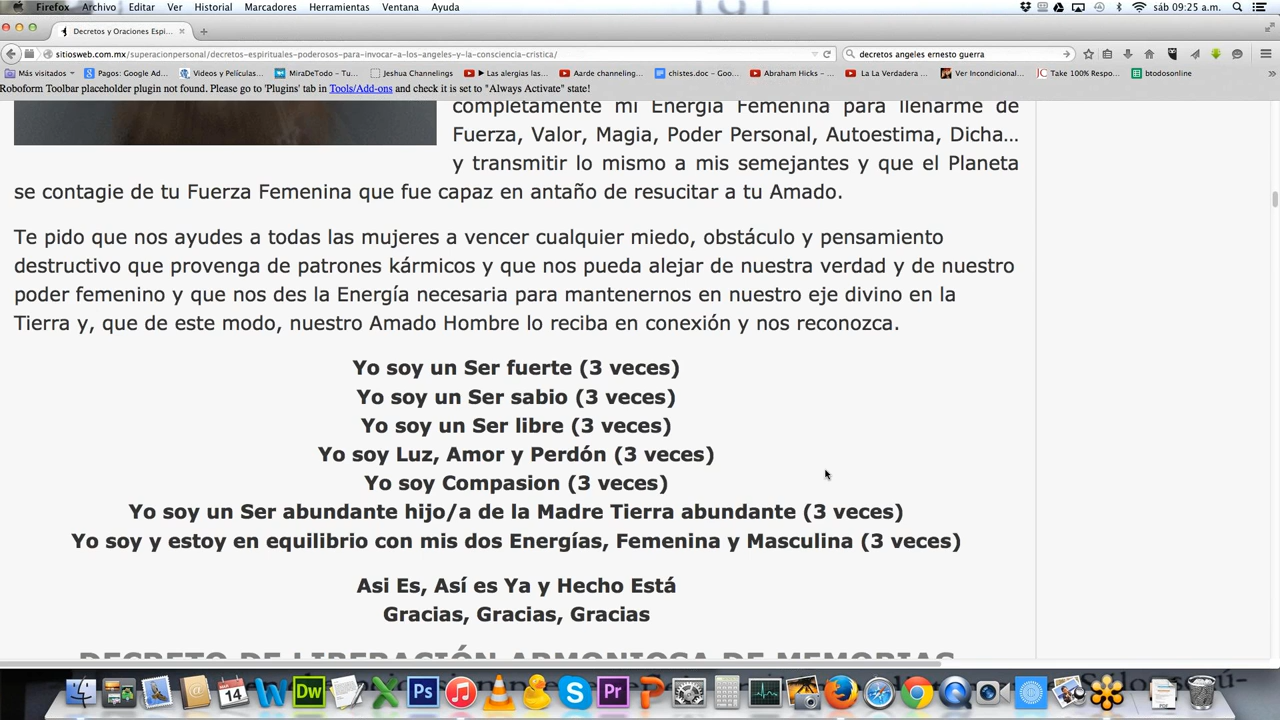 Firefox Archivo Editar Ver Historial Marcadores Herramientas Ventana Ayuda sáb 09:25 a.m.
Decretos y Oraciones Espi...
sitiosweb.com.mx/superacionpersonal/decretos-espirituales-poderosos-para-invocar-a-los-angeles-y-la-consciencia-cristica/ decretos angeles ernesto guerra
Más visitados Pagos: Google Ad... Videos y Películas... MiraDeTodo - Tu... Jeshua Channelings ▶ Las alergias las... Aarde channeling... chistes.doc - Goo... Abraham Hicks... La La Verdadera ... Ver Incondicional... Take 100% Respo... btodosonline
Roboform Toolbar placeholder plugin not found. Please go to 'Plugins' tab in Tools/Add-ons and check it is set to "Always Activate" state!
completamente mi Energía Femenina para llenarme de
Fuerza, Valor, Magia, Poder Personal, Autoestima, Dicha...
y transmitir lo mismo a mis semejantes y que el Planeta
se contagie de tu Fuerza Femenina que fue capaz en antaño de resucitar a tu Amado.
Te pido que nos ayudes a todas las mujeres a vencer cualquier miedo, obstáculo y pensamiento
destructivo que provenga de patrones kármicos y que nos pueda alejar de nuestra verdad y de nuestro
poder femenino y que nos des la Energía necesaria para mantenernos en nuestro eje divino en la
Tierra y, que de este modo, nuestro Amado Hombre lo reciba en conexión y nos reconozca.
Yo soy un Ser fuerte (3 veces)
Yo soy un Ser sabio (3 veces)
Yo soy un Ser libre (3 veces)
Yo soy Luz, Amor y Perdón (3 veces)
Yo soy Compasion (3 veces)
Yo soy un Ser abundante hijo/a de la Madre Tierra abundante (3 veces)
Yo soy y estoy en equilibrio con mis dos Energías, Femenina y Masculina (3 veces)
Asi Es, Así es Ya y Hecho Está
Gracias, Gracias, Gracias
DECRETO DE LIBERACIÓN ARMONIOSA DE MEMORIAS
14 Dw Ps Pr